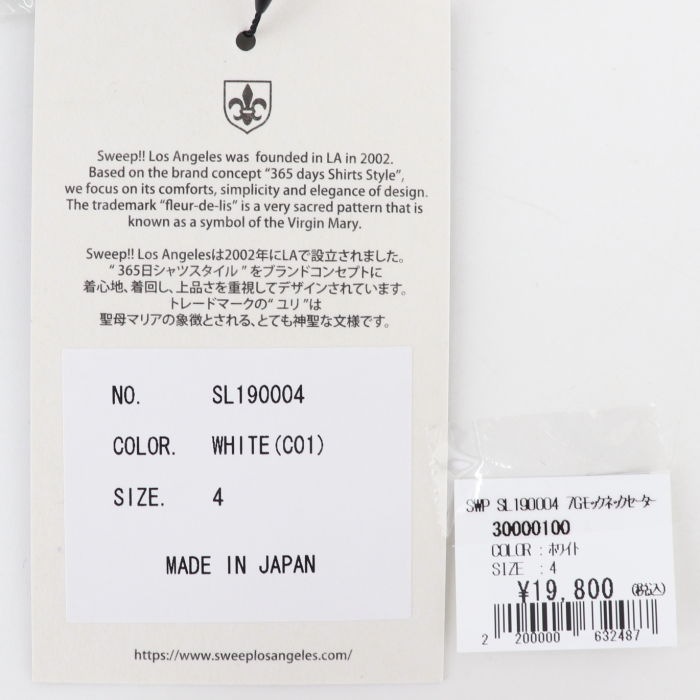 Sweep!! Los Angeles was founded in LA in 2002.
Based on the brand concept “365 days Shirts Style”,
we focus on its comforts, simplicity and elegance of design.
The trademark “fleur-de-lis” is a very sacred pattern that is
known as a symbol of the Virgin Mary.
Sweep!! Los Angelesは2002年にLAで設立されました。
“ 365日シャツスタイル ” をブランドコンセプトに
着心地、着回し、上品さを重視してデザインされています。
トレードマークの“ ユリ ”は
聖母マリアの象徴とされる、とても神聖な文様です。
NO. SL190004
COLOR. WHITE(C01)
SIZE. 4
MADE IN JAPAN
https://www.sweeplosangeles.com/
SWP SL190004 7Gモックネックセーター
30000100
COLOR : ホワイト
SIZE : 4
¥19,800 (税込)
2 200000 632487